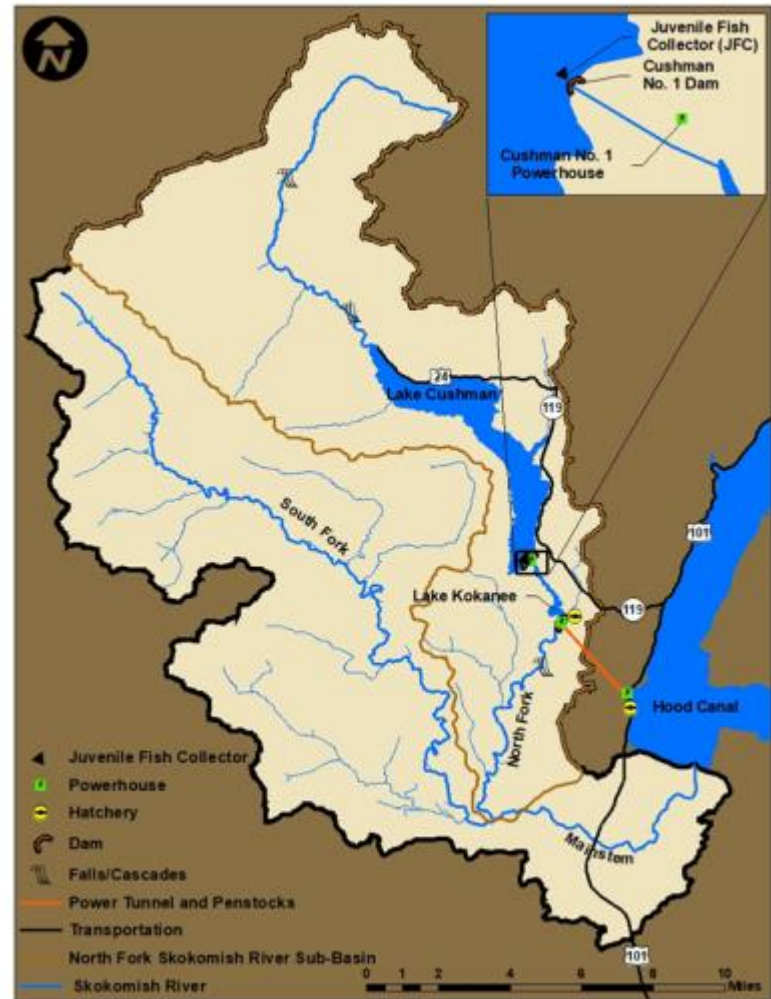 N
Juvenile Fish
Collector (JFC)
Cushman
No. 1 Dam
Cushman No. 1
Powerhouse
24
Lake Cushman
119
101
South Fork
Lake Kokanee
119
North Fork
Hood Canal
Mainstem
101
Juvenile Fish Collector
Powerhouse
Hatchery
Dam
Falls/Cascades
Power Tunnel and Penstocks
Transportation
North Fork Skokomish River Sub-Basin
Skokomish River
0 1 2 4 6 8 10
Miles